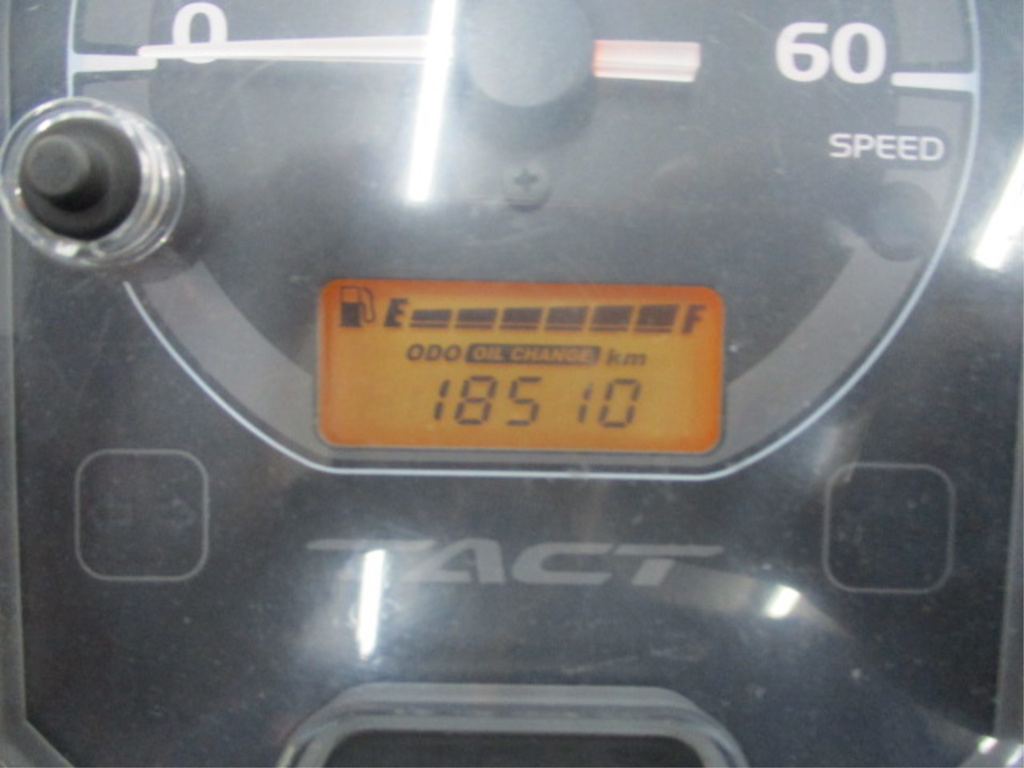 0 60
SPEED
E F
ODO OIL CHANGE km
18510
TACT